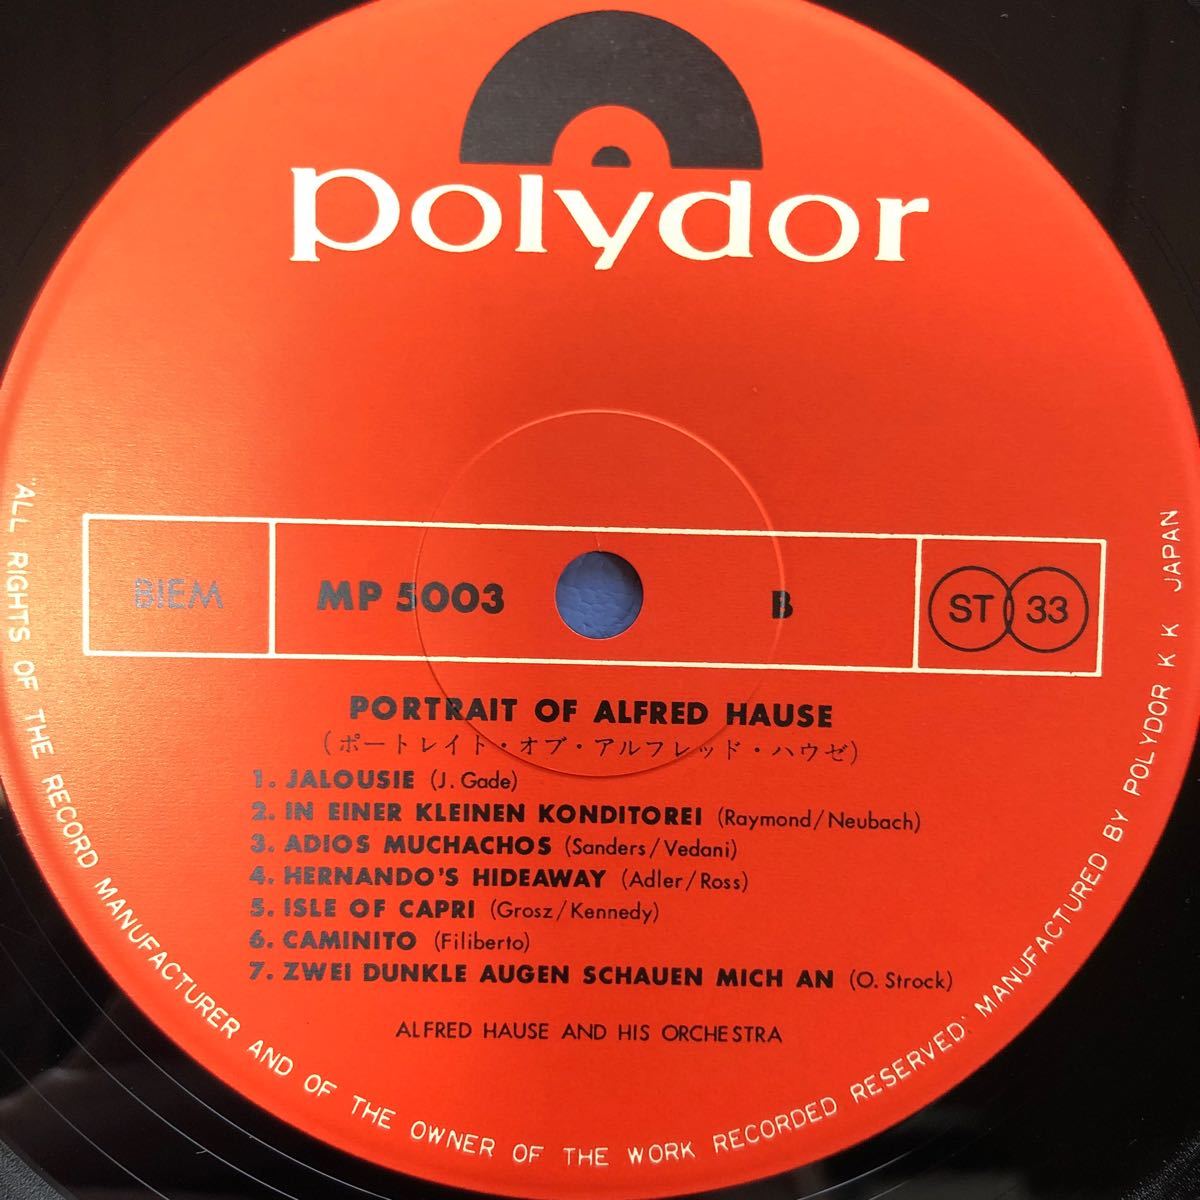 polydor
BIEM
MP 5003
B
ST 33
PORTRAIT OF ALFRED HAUSE
(ポートレイト・オブ・アルフレッド・ハウゼ)
1. JALOUSIE (J. Gade)
2. IN EINER KLEINEN KONDITOREI (Raymond/Neubach)
3. ADIOS MUCHACHOS (Sanders/Vedani)
4. HERNANDO'S HIDEAWAY (Adler/Ross)
5. ISLE OF CAPRI (Grosz/Kennedy)
6. CAMINITO (Filiberto)
7. ZWEI DUNKLE AUGEN SCHAUEN MICH AN (O. Strock)
ALFRED HAUSE AND HIS ORCHESTRA
"ALL RIGHTS OF THE RECORD MANUFACTURER AND OF THE OWNER OF THE WORK RECORDED RESERVED." MANUFACTURED BY POLYDOR K K JAPAN